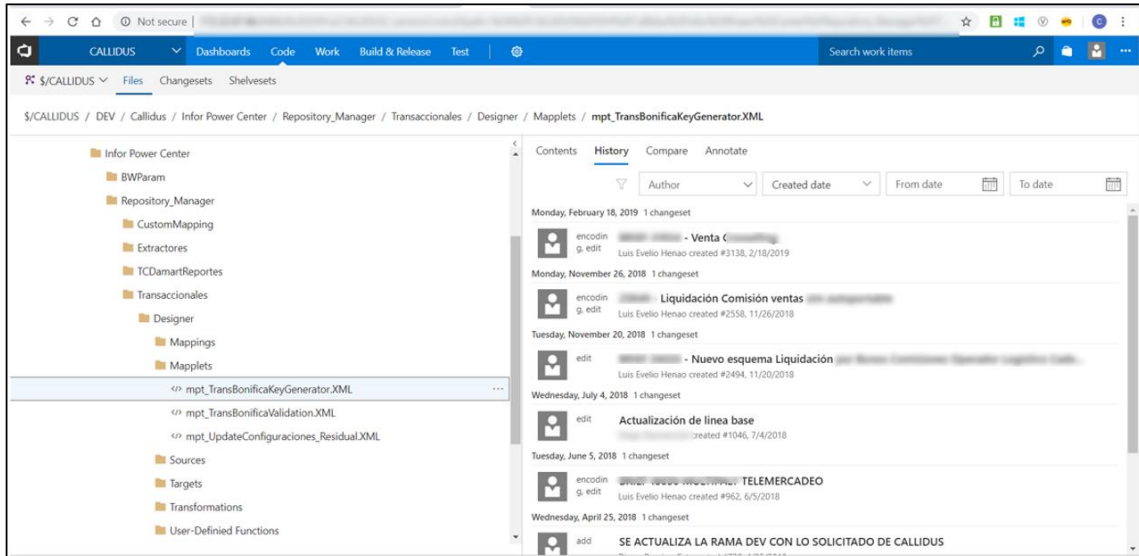 Not secure
CALLIDUS Dashboards Code Work Build & Release Test Search work items
$/CALLIDUS Files Changesets Shelvesets
$/CALLIDUS / DEV / Callidus / Infor Power Center / Repository_Manager / Transaccionales / Designer / Mapplets / mpt_TransBonificaKeyGenerator.XML
Infor Power Center
BWParam
Repository_Manager
CustomMapping
Extractores
TCDamartReportes
Transaccionales
Designer
Mappings
Mapplets
</> mpt_TransBonificaKeyGenerator.XML ...
</> mpt_TransBonificaValidation.XML
</> mpt_UpdateConfiguraciones_Residual.XML
Sources
Targets
Transformations
User-Definied Functions
Contents History Compare Annotate
Author Created date From date To date
Monday, February 18, 2019 1 changeset
encodin
g, edit
- Venta
Luis Evelio Henao created #3138, 2/18/2019
Monday, November 26, 2018 1 changeset
encodin
g, edit
- Liquidación Comisión ventas
Luis Evelio Henao created #2558, 11/26/2018
Tuesday, November 20, 2018 1 changeset
edit
- Nuevo esquema Liquidación
Luis Evelio Henao created #2494, 11/20/2018
Wednesday, July 4, 2018 1 changeset
edit
Actualización de linea base
created #1046, 7/4/2018
Tuesday, June 5, 2018 1 changeset
encodin
g, edit
TELEMERCADEO
Luis Evelio Henao created #962, 6/5/2018
Wednesday, April 25, 2018 1 changeset
add
SE ACTUALIZA LA RAMA DEV CON LO SOLICITADO DE CALLIDUS